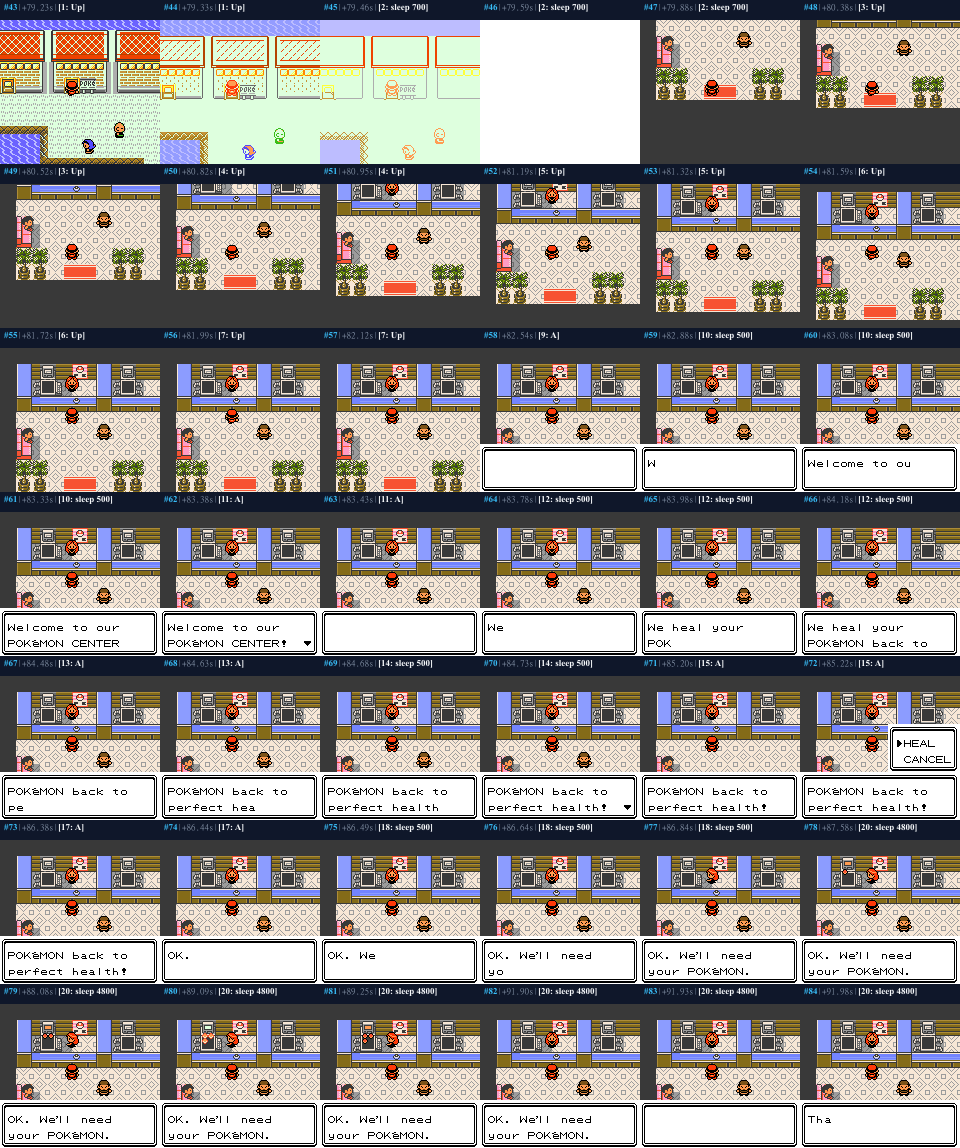 #43|+79.23s| [1: Up]
#44|+79.33s| [1: Up]
#45|+79.46s| [2: sleep 700]
#46|+79.59s| [2: sleep 700]
#47|+79.88s| [2: sleep 700]
#48|+80.38s| [3: Up]
POKé
POKé
POKé
#49|+80.52s| [3: Up]
#50|+80.82s| [4: Up]
#51|+80.95s| [4: Up]
#52|+81.19s| [5: Up]
#53|+81.32s| [5: Up]
#54|+81.59s| [6: Up]
#55|+81.72s| [6: Up]
#56|+81.99s| [7: Up]
#57|+82.12s| [7: Up]
#58|+82.54s| [9: A]
#59|+82.88s| [10: sleep 500]
#60|+83.08s| [10: sleep 500]
W
Welcome to ou
#61|+83.33s| [10: sleep 500]
#62|+83.38s| [11: A]
#63|+83.43s| [11: A]
#64|+83.78s| [12: sleep 500]
#65|+83.98s| [12: sleep 500]
#66|+84.18s| [12: sleep 500]
Welcome to our
POKéMON CENTER
Welcome to our
POKéMON CENTER!
We
We heal your
POK
We heal your
POKéMON back to
#67|+84.48s| [13: A]
#68|+84.63s| [13: A]
#69|+84.68s| [14: sleep 500]
#70|+84.73s| [14: sleep 500]
#71|+85.20s| [15: A]
#72|+85.22s| [15: A]
POKéMON back to
pe
POKéMON back to
perfect hea
POKéMON back to
perfect health
POKéMON back to
perfect health!
POKéMON back to
perfect health!
HEAL
CANCEL
POKéMON back to
perfect health!
#73|+86.38s| [17: A]
#74|+86.44s| [17: A]
#75|+86.49s| [18: sleep 500]
#76|+86.64s| [18: sleep 500]
#77|+86.84s| [18: sleep 500]
#78|+87.58s| [20: sleep 4800]
POKéMON back to
perfect health!
OK.
OK. We
OK. We'll need
yo
OK. We'll need
your POKéMON.
OK. We'll need
your POKéMON.
#79|+88.08s| [20: sleep 4800]
#80|+89.09s| [20: sleep 4800]
#81|+89.25s| [20: sleep 4800]
#82|+91.90s| [20: sleep 4800]
#83|+91.93s| [20: sleep 4800]
#84|+91.98s| [20: sleep 4800]
OK. We'll need
your POKéMON.
OK. We'll need
your POKéMON.
OK. We'll need
your POKéMON.
OK. We'll need
your POKéMON.
Tha